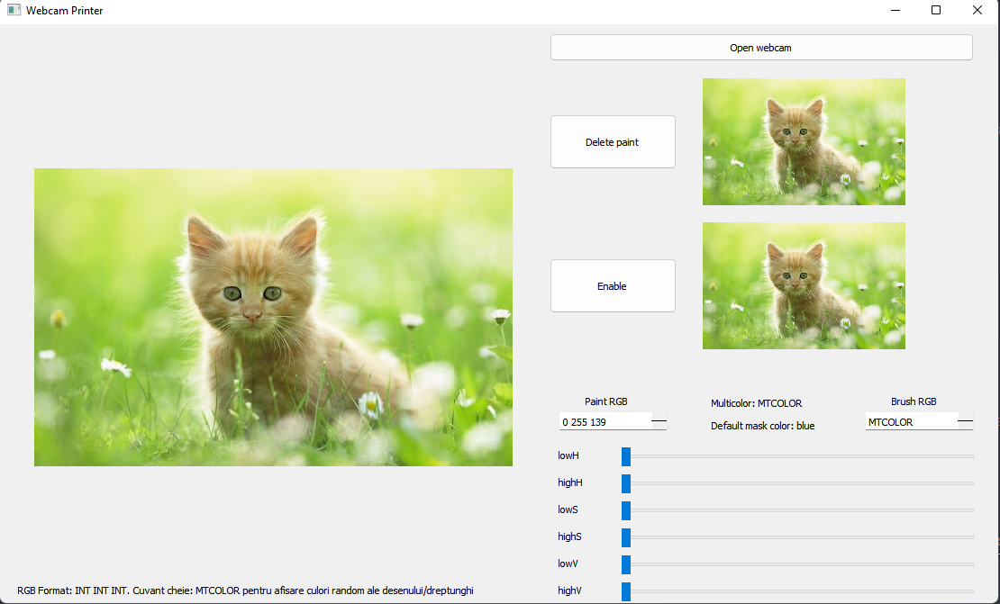 Webcam Printer
Open webcam
Delete paint
Enable
Paint RGB
Multicolor: MTCOLOR
Brush RGB
0 255 139
Default mask color: blue
MTCOLOR
lowH
highH
lowS
highS
lowV
highV
RGB Format: INT INT INT. Cuvant cheie: MTCOLOR pentru afisare culori random ale desenului/dreptunghi